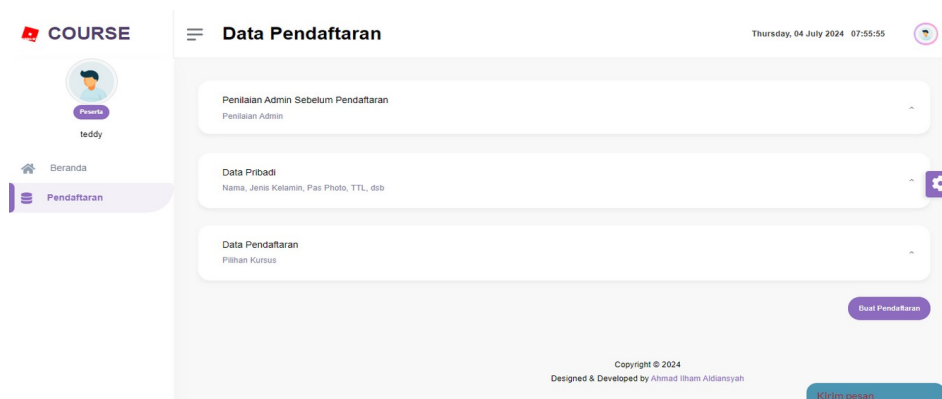 COURSE
Data Pendaftaran
Thursday, 04 July 2024 07:55:55
Peserta
teddy
Beranda
Pendaftaran
Penilaian Admin Sebelum Pendaftaran
Penilaian Admin
Data Pribadi
Nama, Jenis Kelamin, Pas Photo, TTL, dsb
Data Pendaftaran
Pilihan Kursus
Buat Pendaftaran
Copyright © 2024
Designed & Developed by Ahmad Ilham Aldiansyah
Kirim pesan